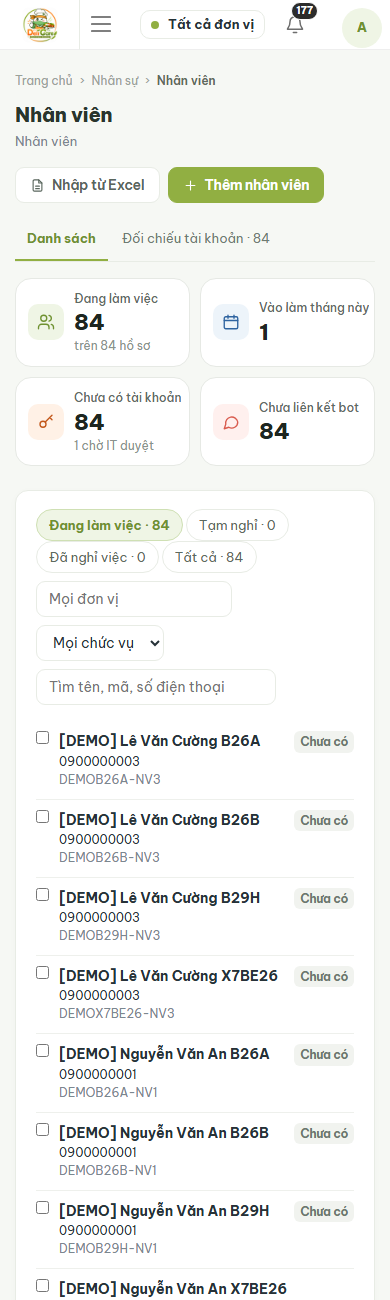 177
Tất cả đơn vị
A
Trang chủ › Nhân sự › Nhân viên
Nhân viên
Nhân viên
Nhập từ Excel
+ Thêm nhân viên
Danh sách
Đối chiếu tài khoản · 84
Đang làm việc
84
trên 84 hồ sơ
Vào làm tháng này
1
Chưa có tài khoản
84
1 chờ IT duyệt
Chưa liên kết bot
84
Đang làm việc · 84
Tạm nghỉ · 0
Đã nghỉ việc · 0
Tất cả · 84
Mọi đơn vị
Mọi chức vụ
Tìm tên, mã, số điện thoại
[DEMO] Lê Văn Cường B26A
Chưa có
0900000003
DEMOB26A-NV3
[DEMO] Lê Văn Cường B26B
Chưa có
0900000003
DEMOB26B-NV3
[DEMO] Lê Văn Cường B29H
Chưa có
0900000003
DEMOB29H-NV3
[DEMO] Lê Văn Cường X7BE26
Chưa có
0900000003
DEMOX7BE26-NV3
[DEMO] Nguyễn Văn An B26A
Chưa có
0900000001
DEMOB26A-NV1
[DEMO] Nguyễn Văn An B26B
Chưa có
0900000001
DEMOB26B-NV1
[DEMO] Nguyễn Văn An B29H
Chưa có
0900000001
DEMOB29H-NV1
[DEMO] Nguyễn Văn An X7BE26